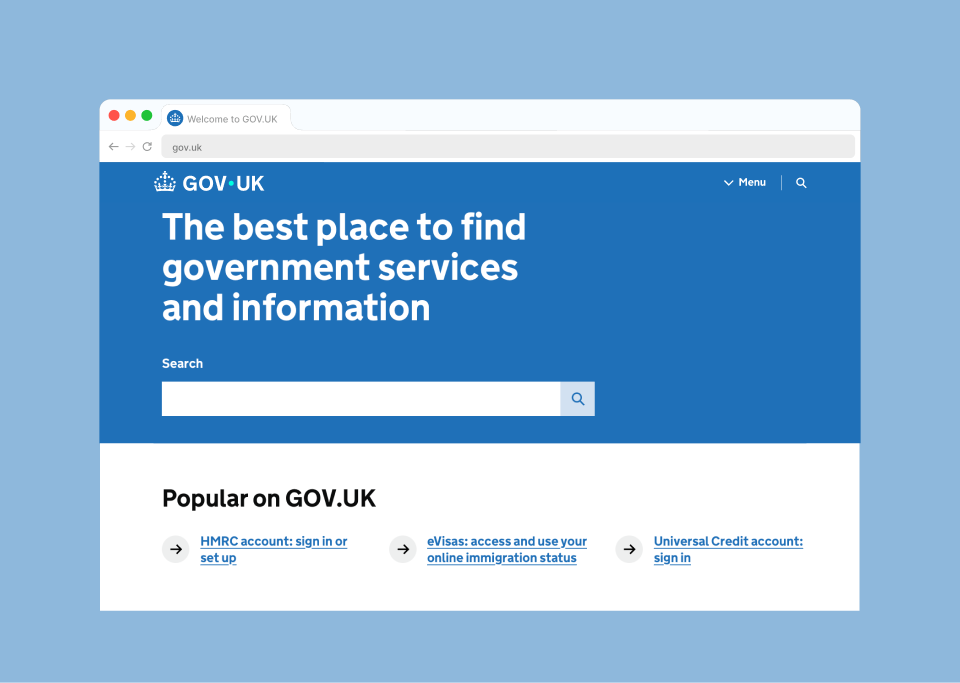 Welcome to GOV.UK
gov.uk
GOV•UK
Menu
The best place to find
government services
and information
Search
Popular on GOV.UK
HMRC account: sign in or
set up
eVisas: access and use your
online immigration status
Universal Credit account:
sign in